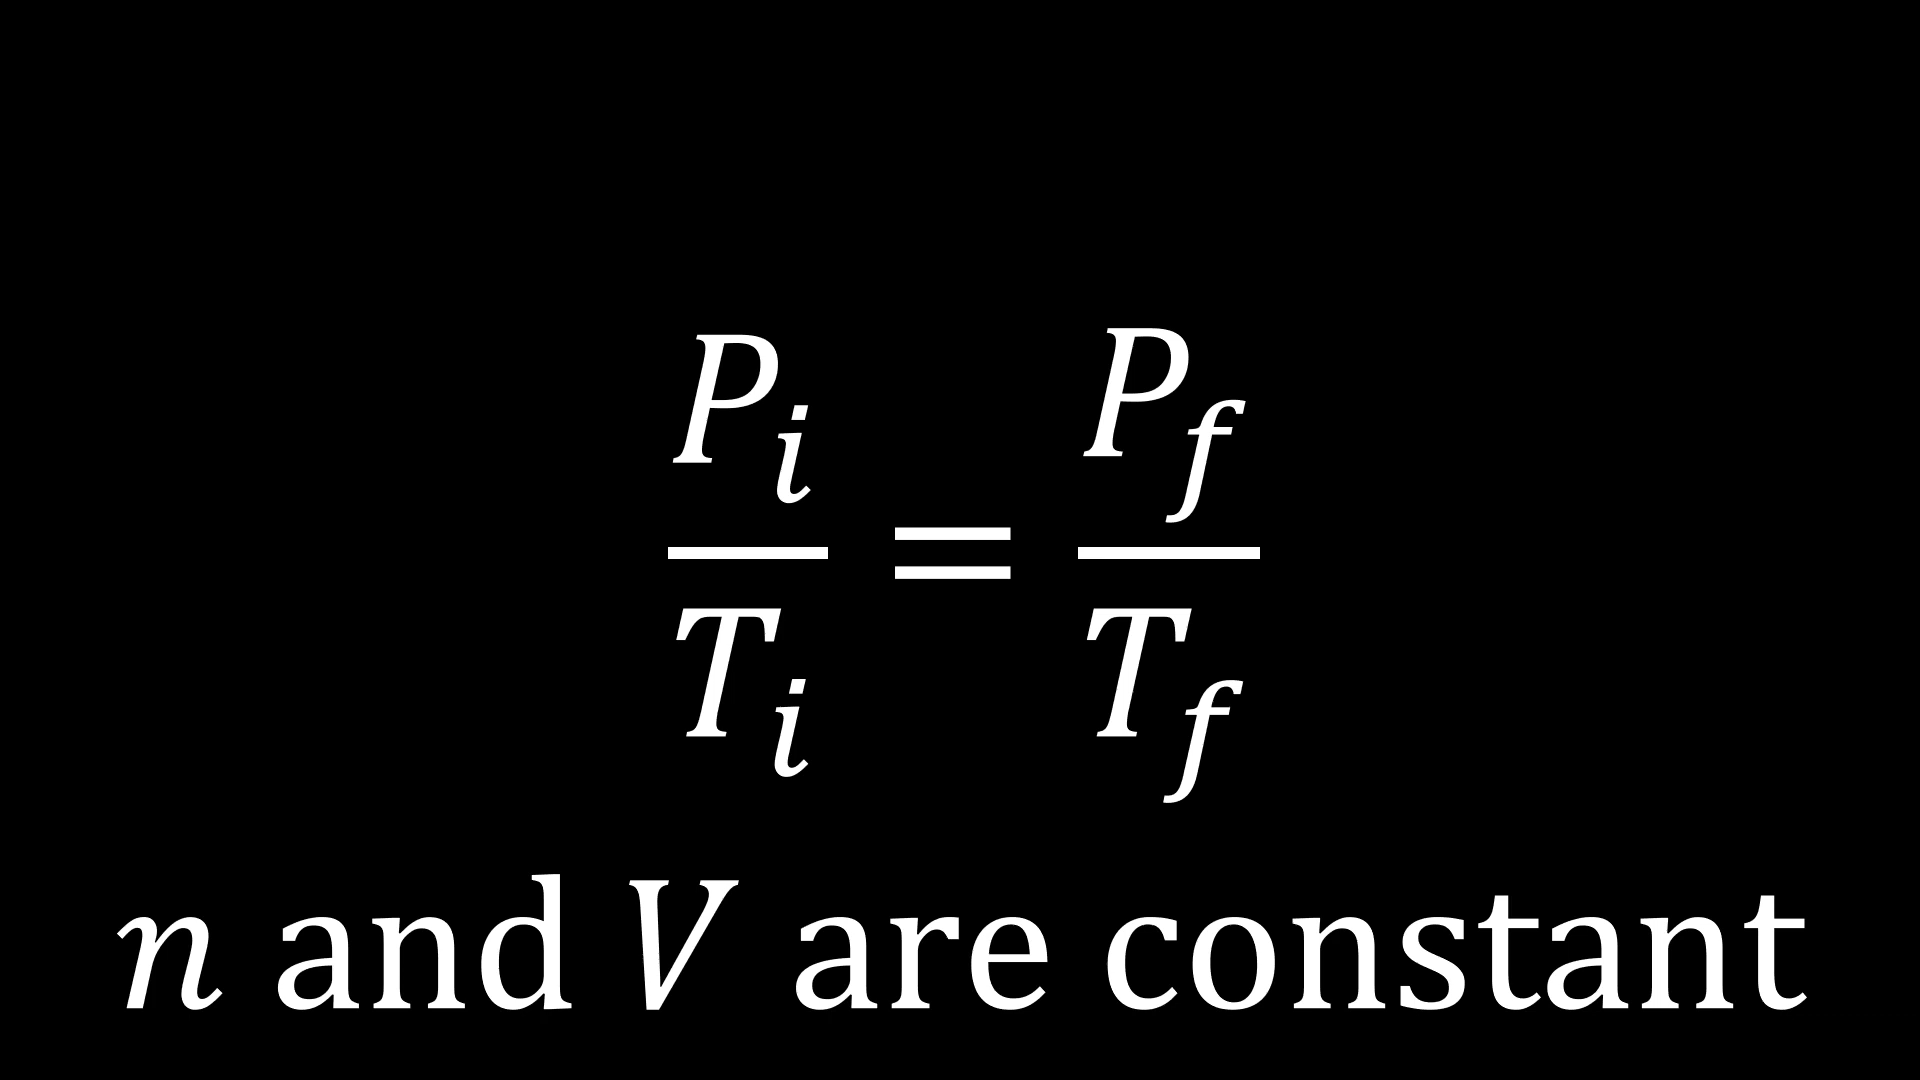 P_i / T_i = P_f / T_f
n and V are constant